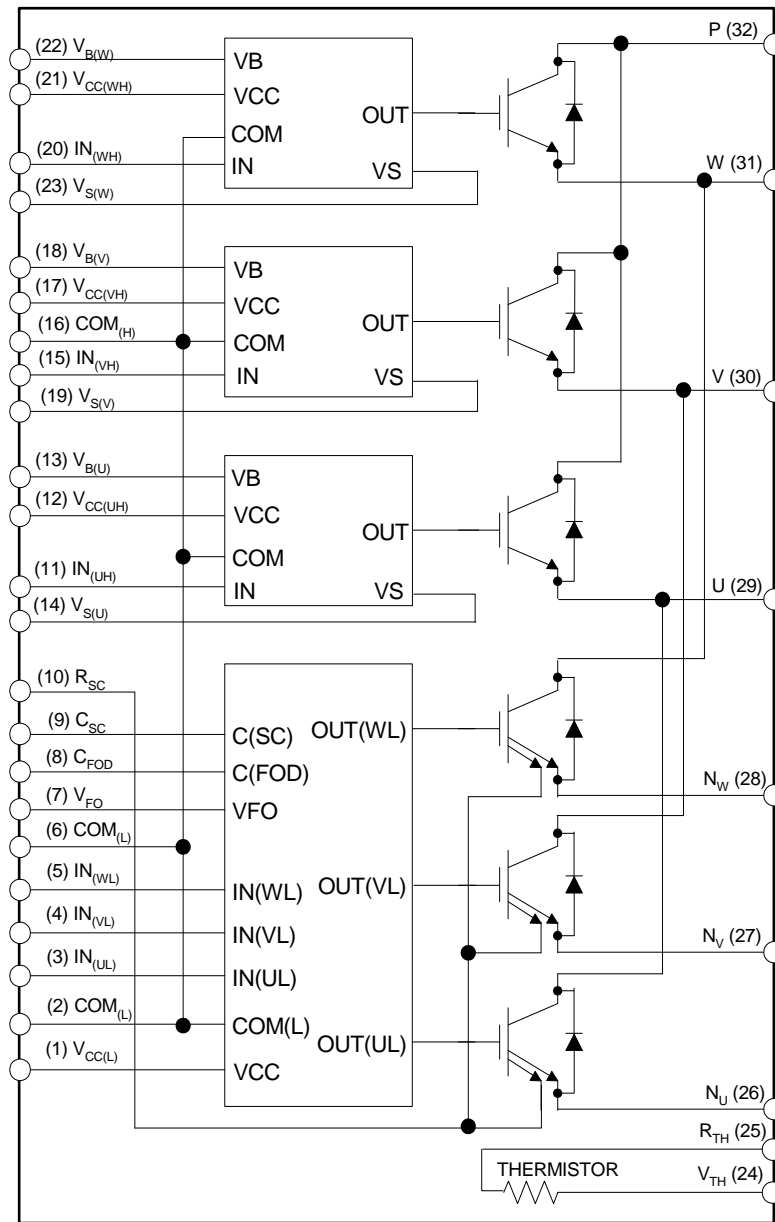 (22) VB(W)
(21) VCC(WH)
(20) IN(WH)
(23) VS(W)
VB
VCC
COM
IN
OUT
VS
P (32)
W (31)
(18) VB(V)
(17) VCC(VH)
(16) COM(H)
(15) IN(VH)
(19) VS(V)
VB
VCC
COM
IN
OUT
VS
V (30)
(13) VB(U)
(12) VCC(UH)
(11) IN(UH)
(14) VS(U)
VB
VCC
COM
IN
OUT
VS
U (29)
(10) RSC
(9) CSC
(8) CFOD
(7) VFO
(6) COM(L)
(5) IN(WL)
(4) IN(VL)
(3) IN(UL)
(2) COM(L)
(1) VCC(L)
C(SC)
C(FOD)
VFO
IN(WL)
IN(VL)
IN(UL)
COM(L)
VCC
OUT(WL)
OUT(VL)
OUT(UL)
NW (28)
NV (27)
NU (26)
RTH (25)
THERMISTOR
VTH (24)